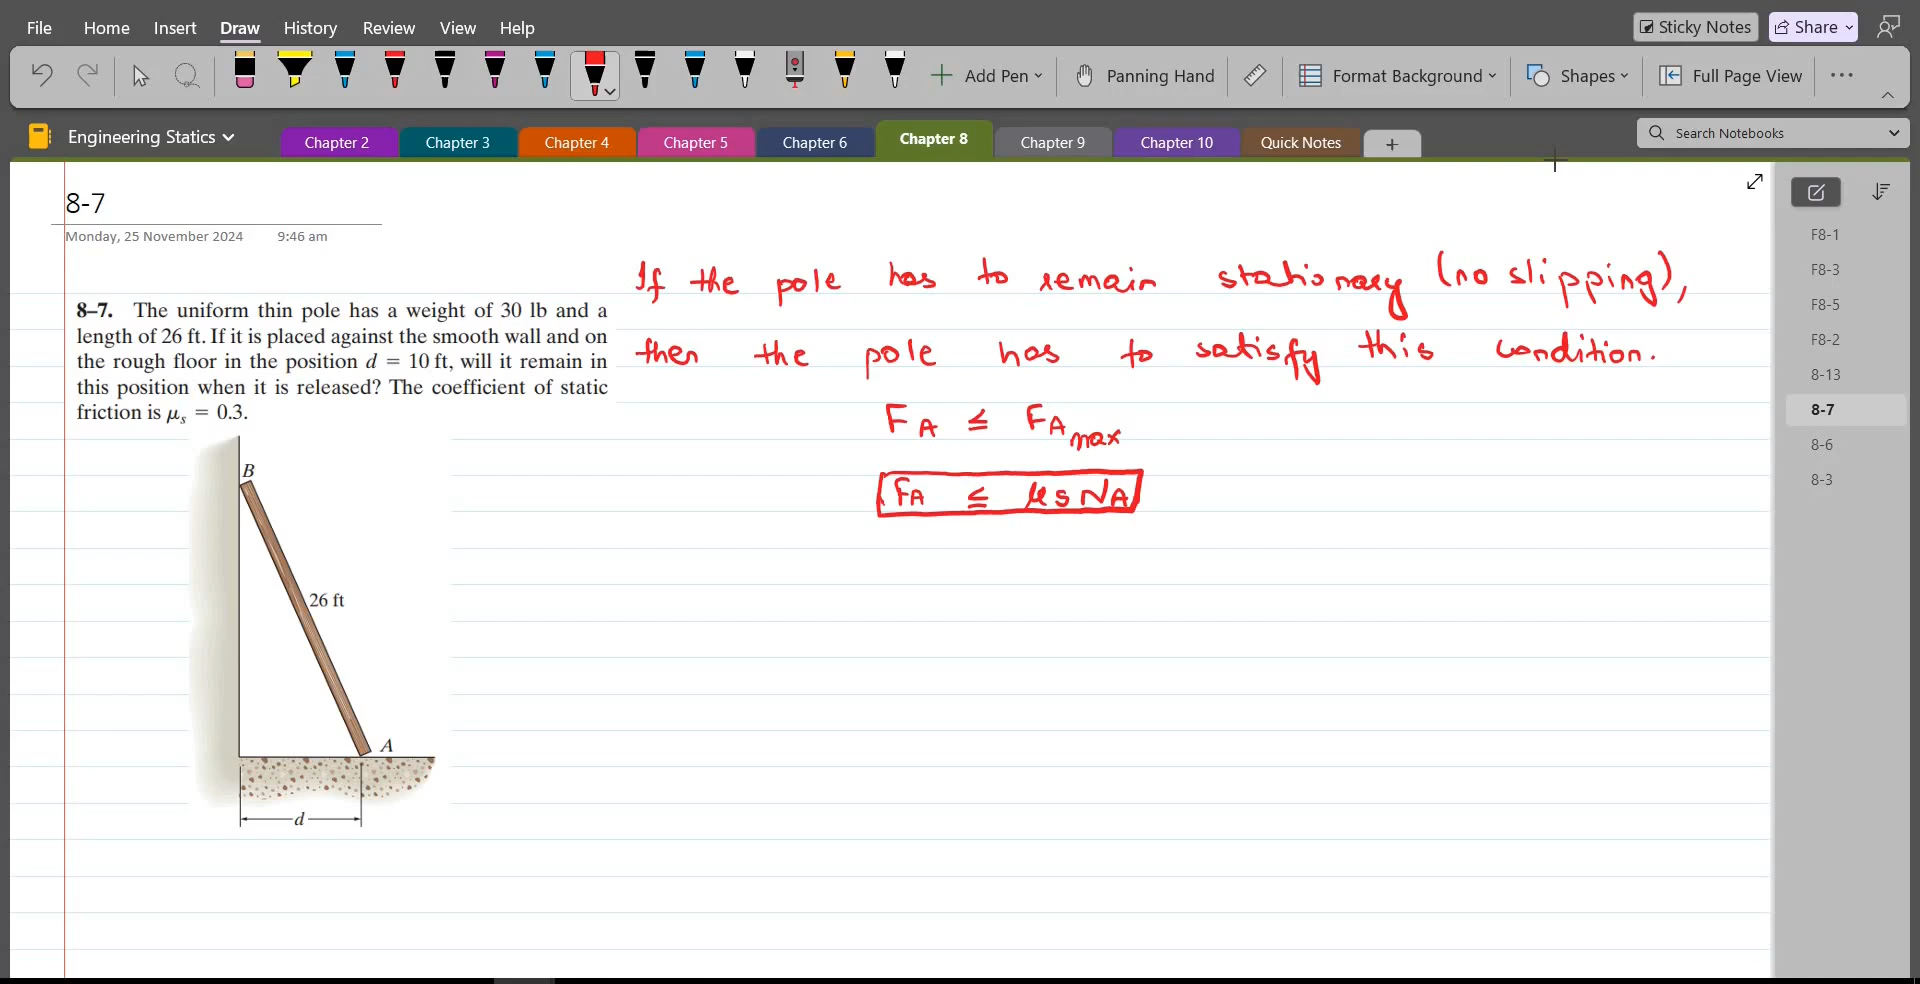 File Home Insert Draw History Review View Help
Sticky Notes Share
Add Pen Panning Hand Format Background Shapes Full Page View
Engineering Statics Chapter 2 Chapter 3 Chapter 4 Chapter 5 Chapter 6 Chapter 8 Chapter 9 Chapter 10 Quick Notes + Search Notebooks
8-7
Monday, 25 November 2024 9:46 am
8–7. The uniform thin pole has a weight of 30 lb and a
length of 26 ft. If it is placed against the smooth wall and on
the rough floor in the position d = 10 ft, will it remain in
this position when it is released? The coefficient of static
friction is μs = 0.3.
B
26 ft
A
d
If the pole has to remain stationary (no slipping),
then the pole has to satisfy this condition.
FA ≤ FA max
FA ≤ μs NA
F8-1
F8-3
F8-5
F8-2
8-13
8-7
8-6
8-3